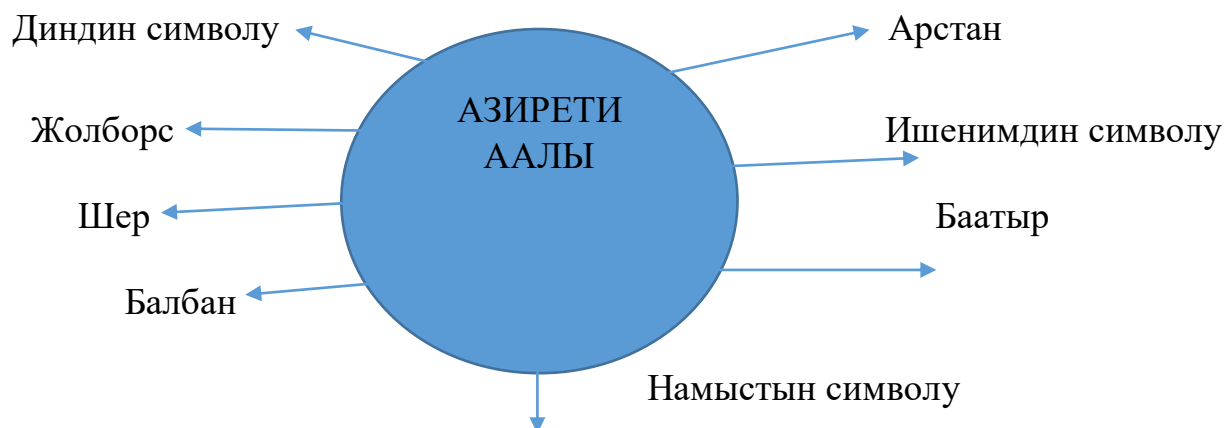 Диндин символу
Арстан
АЗИРЕТИ
ААЛЫ
Жолборс
Ишенимдин символу
Шер
Баатыр
Балбан
Намыстын символу